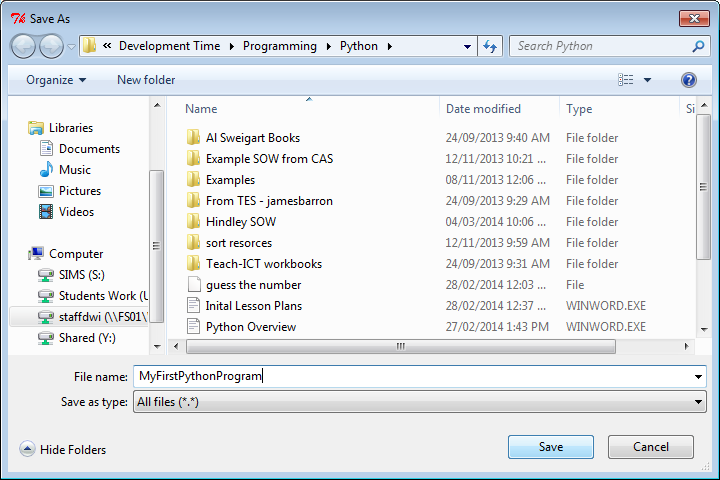 Save As
« Development Time Programming Python
Search Python
Organize New folder
Name Date modified Type Si
Libraries
Documents
Music
Pictures
Videos
Computer
SIMS (S:)
Students Work (U
staffdwi (\\FS01\
Shared (Y:)
Al Sweigart Books 24/09/2013 9:40 AM File folder
Example SOW from CAS 12/11/2013 10:21 ... File folder
Examples 08/11/2013 12:06 ... File folder
From TES - jamesbarron 24/09/2013 9:29 AM File folder
Hindley SOW 04/03/2014 10:06 ... File folder
sort resorces 12/11/2013 9:59 AM File folder
Teach-ICT workbooks 24/09/2013 9:31 AM File folder
guess the number 28/02/2014 12:03 ... File
Inital Lesson Plans 28/02/2014 12:37 ... WINWORD.EXE
Python Overview 27/02/2014 1:43 PM WINWORD.EXE
File name: MyFirstPythonProgram
Save as type: All files (*.*)
Hide Folders Save Cancel